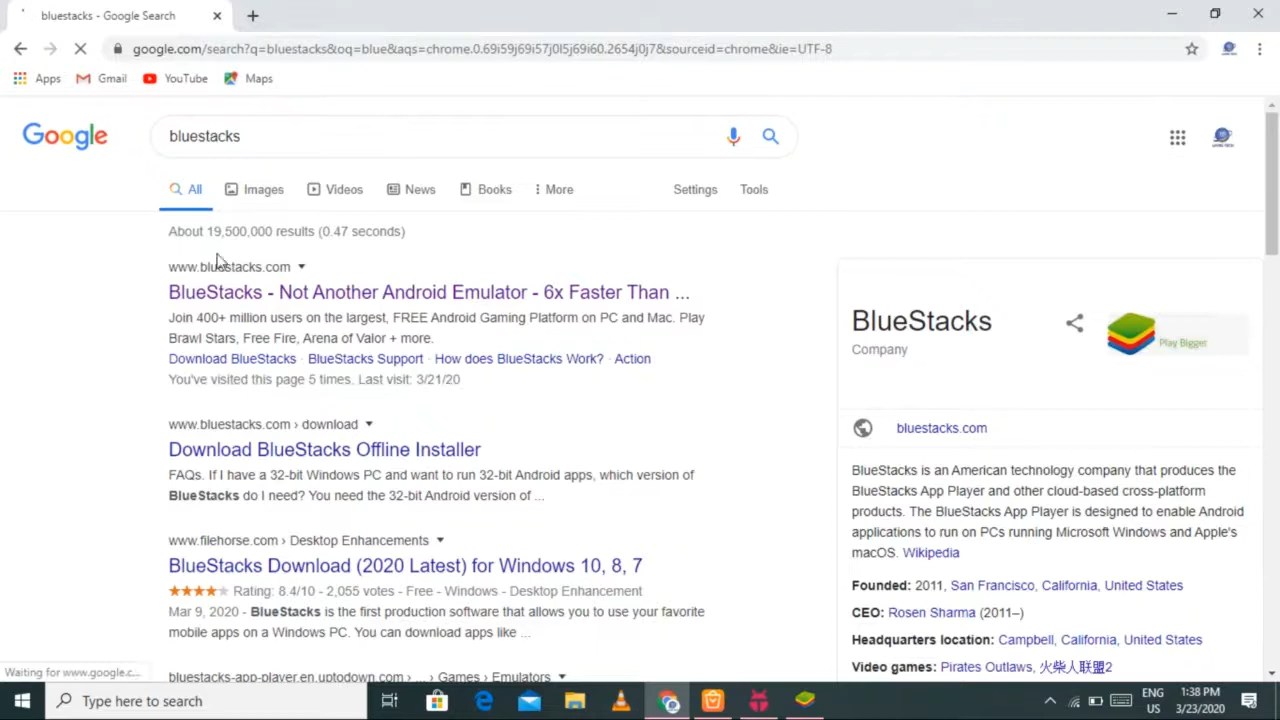 bluestacks - Google Search
google.com/search?q=bluestacks&oq=blue&aqs=chrome.0.69i59j69i57j0l5j69i60.2654j0j7&sourceid=chrome&ie=UTF-8
Apps Gmail YouTube Maps
Google bluestacks
All Images Videos News Books More Settings Tools
About 19,500,000 results (0.47 seconds)
www.bluestacks.com
BlueStacks - Not Another Android Emulator - 6x Faster Than ...
Join 400+ million users on the largest, FREE Android Gaming Platform on PC and Mac. Play
Brawl Stars, Free Fire, Arena of Valor + more.
Download BlueStacks · BlueStacks Support · How does BlueStacks Work? · Action
You've visited this page 5 times. Last visit: 3/21/20
www.bluestacks.com › download
Download BlueStacks Offline Installer
FAQs. If I have a 32-bit Windows PC and want to run 32-bit Android apps, which version of
BlueStacks do I need? You need the 32-bit Android version of ...
www.filehorse.com › Desktop Enhancements
BlueStacks Download (2020 Latest) for Windows 10, 8, 7
Rating: 8.4/10 - 2,055 votes - Free - Windows - Desktop Enhancement
Mar 9, 2020 - BlueStacks is the first production software that allows you to use your favorite
mobile apps on a Windows PC. You can download apps like ...
bluestacks-app-player.en.uptodown.com › ... › Games › Emulators
BlueStacks
Company
Play Bigger
bluestacks.com
BlueStacks is an American technology company that produces the
BlueStacks App Player and other cloud-based cross-platform
products. The BlueStacks App Player is designed to enable Android
applications to run on PCs running Microsoft Windows and Apple's
macOS. Wikipedia
Founded: 2011, San Francisco, California, United States
CEO: Rosen Sharma (2011–)
Headquarters location: Campbell, California, United States
Video games: Pirates Outlaws, 火柴人联盟2
Waiting for www.google.c...
Type here to search
ENG
US
1:38 PM
3/23/2020